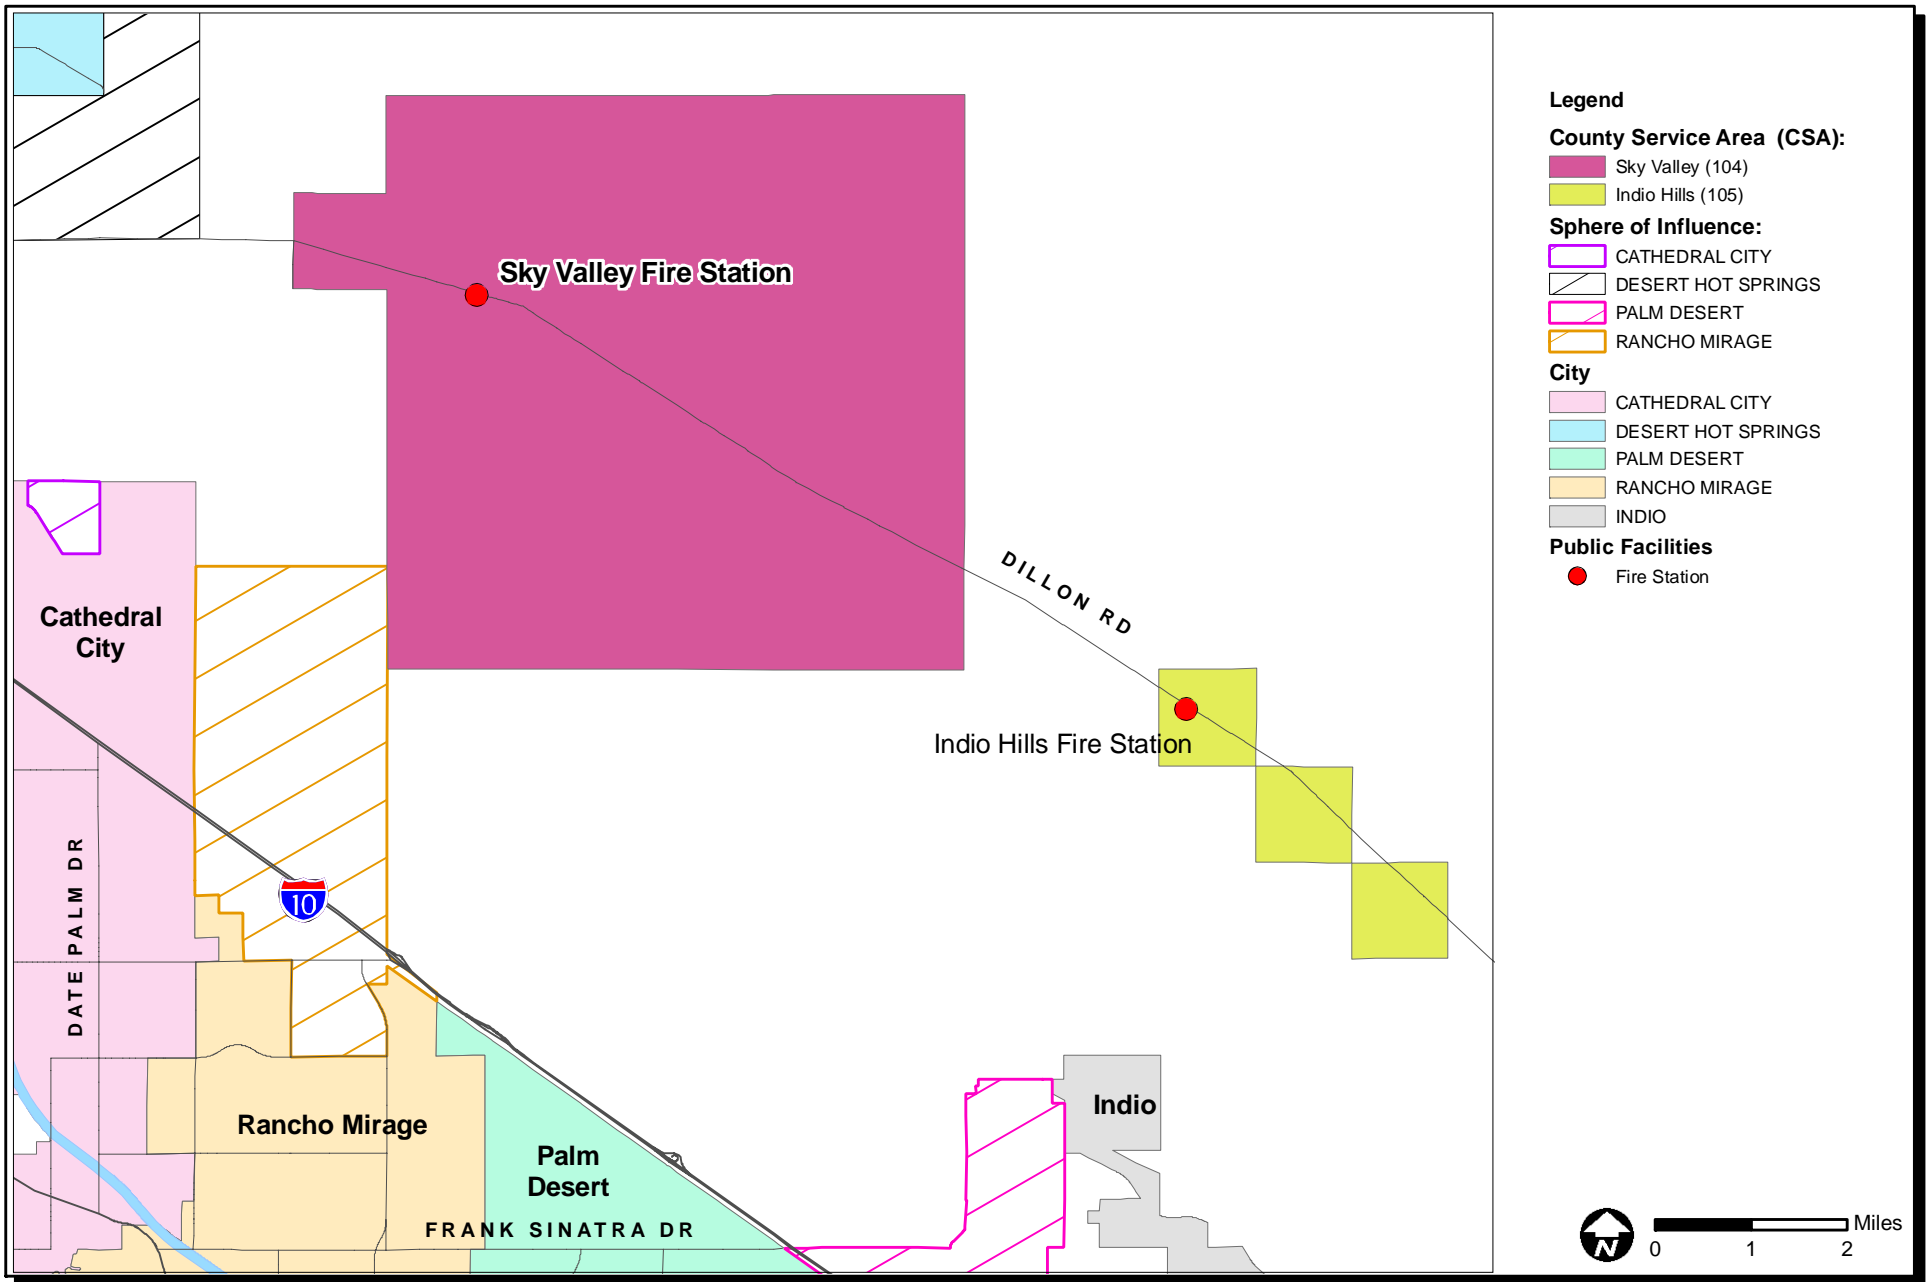 Legend
County Service Area (CSA):
Sky Valley (104)
Indio Hills (105)
Sphere of Influence:
CATHEDRAL CITY
DESERT HOT SPRINGS
PALM DESERT
RANCHO MIRAGE
City
CATHEDRAL CITY
DESERT HOT SPRINGS
PALM DESERT
RANCHO MIRAGE
INDIO
Public Facilities
Fire Station
Sky Valley Fire Station
DILLON RD
Cathedral
City
Indio Hills Fire Station
10
DATE PALM DR
Rancho Mirage
Indio
Palm
Desert
FRANK SINATRA DR
N
Miles
0 1 2